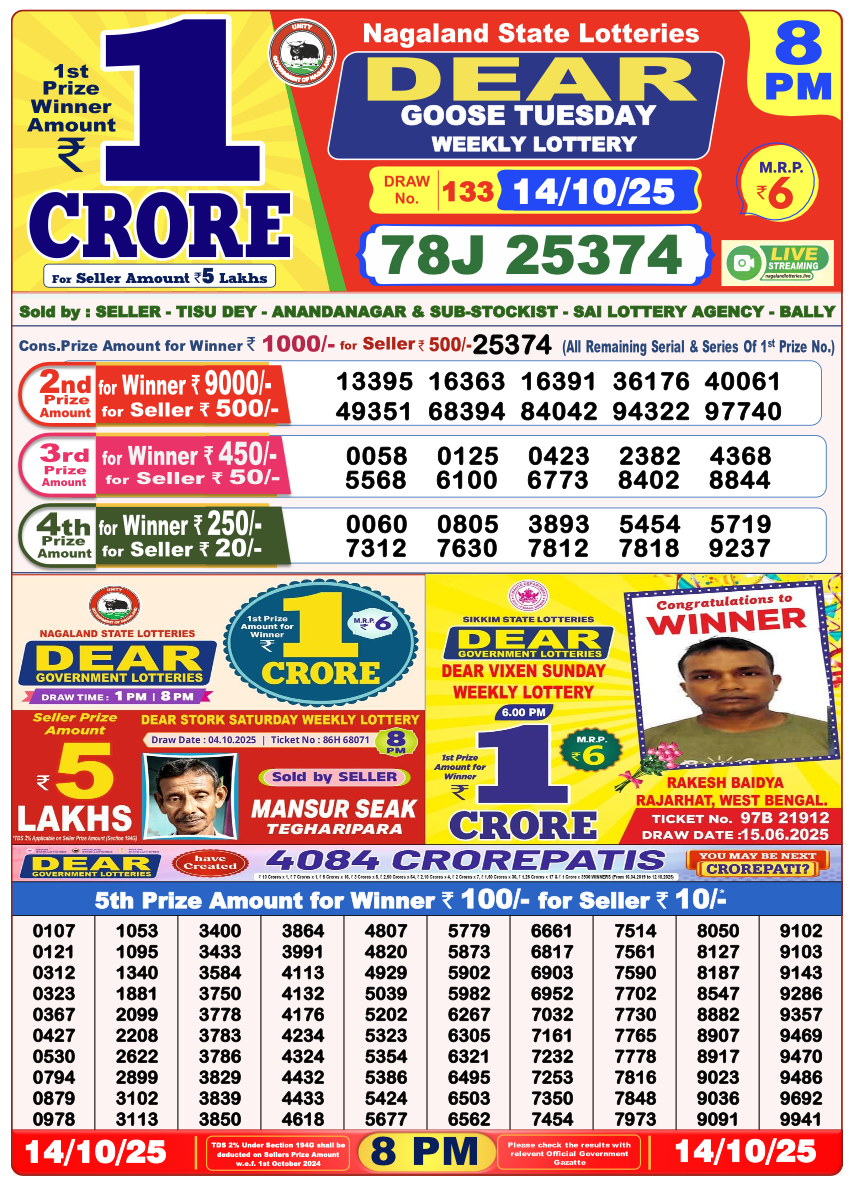 1st
Prize
Winner
Amount
₹
1
CRORE
For Seller Amount ₹5 Lakhs
UNITY
GOVERNMENT OF NAGALAND
Nagaland State Lotteries
DEAR
GOOSE TUESDAY
WEEKLY LOTTERY
8
PM
DRAW No. 133 14/10/25
M.R.P.
₹6
78J 25374
LIVE
STREAMING
nagalandlotteries.live
Sold by : SELLER - TISU DEY - ANANDANAGAR & SUB-STOCKIST - SAI LOTTERY AGENCY - BALLY
Cons.Prize Amount for Winner ₹ 1000/- for Seller ₹ 500/- 25374 (All Remaining Serial & Series Of 1st Prize No.)
2nd Prize Amount for Winner ₹ 9000/-
for Seller ₹ 500/-
13395 16363 16391 36176 40061
49351 68394 84042 94322 97740
3rd Prize Amount for Winner ₹ 450/-
for Seller ₹ 50/-
0058 0125 0423 2382 4368
5568 6100 6773 8402 8844
4th Prize Amount for Winner ₹ 250/-
for Seller ₹ 20/-
0060 0805 3893 5454 5719
7312 7630 7812 7818 9237
UNITY
NAGALAND STATE LOTTERIES
DEAR
GOVERNMENT LOTTERIES
DRAW TIME : 1 PM | 8 PM
1st Prize
Amount for
Winner
₹
1
CRORE
M.R.P.
₹ 6
Seller Prize
Amount
₹5
LAKHS
*TDS 2% Applicable on Seller Prize Amount (Section 194G)
DEAR STORK SATURDAY WEEKLY LOTTERY
Draw Date : 04.10.2025 | Ticket No : 86H 68071
8
PM
Sold by SELLER
MANSUR SEAK
TEGHARIPARA
SIKKIM STATE LOTTERIES
DEAR
GOVERNMENT LOTTERIES
DEAR VIXEN SUNDAY
WEEKLY LOTTERY
6.00 PM
1st Prize
Amount for
Winner
₹
1
CRORE
M.R.P.
₹6
Congratulations to
WINNER
RAKESH BAIDYA
RAJARHAT, WEST BENGAL.
TICKET No. 97B 21912
DRAW DATE :15.06.2025
DEAR
GOVERNMENT LOTTERIES
have
Created
4084 CROREPATIS
YOU MAY BE NEXT
CROREPATI?
5th Prize Amount for Winner ₹ 100/- for Seller ₹ 10/-*
0107 1053 3400 3864 4807 5779 6661 7514 8050 9102
0121 1095 3433 3991 4820 5873 6817 7561 8127 9103
0312 1340 3584 4113 4929 5902 6903 7590 8187 9143
0323 1881 3750 4132 5039 5982 6952 7702 8547 9286
0367 2099 3778 4176 5202 6267 7032 7730 8882 9357
0427 2208 3783 4234 5323 6305 7161 7765 8907 9469
0530 2622 3786 4324 5354 6321 7232 7778 8917 9470
0794 2899 3829 4432 5386 6495 7253 7816 9023 9486
0879 3102 3839 4433 5424 6503 7350 7848 9036 9692
0978 3113 3850 4618 5677 6562 7454 7973 9091 9941
14/10/25
TDS 2% Under Section 194G shall be
deducted on Sellers Prize Amount
w.e.f. 1st October 2024
8 PM
Please check the results with
relevent Official Government
Gazatte
14/10/25